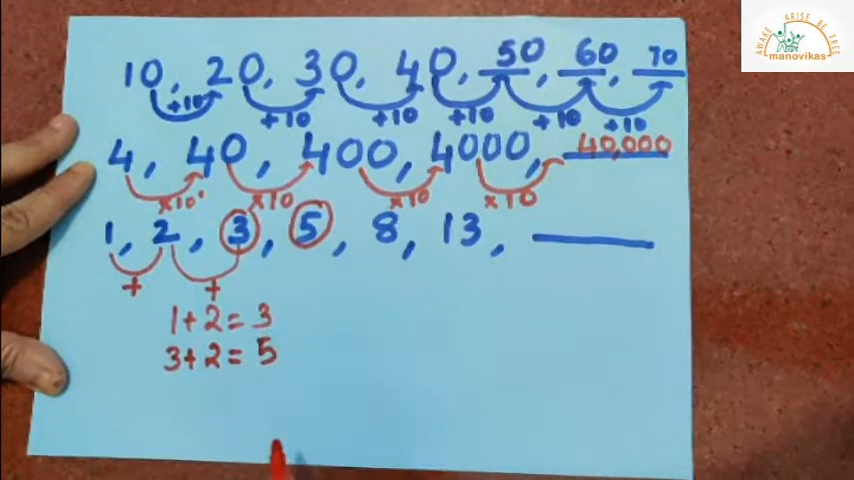 AWAKE ARISE BE FREE
manovikas
10, 20, 30, 40, 50, 60, 70
+10 +10 +10 +10 +10 +10
4, 40, 400, 4000, 40,000
×10 ×10 ×10 ×10
1, 2, 3, 5, 8, 13, ______
+ +
1+2=3
3+2=5